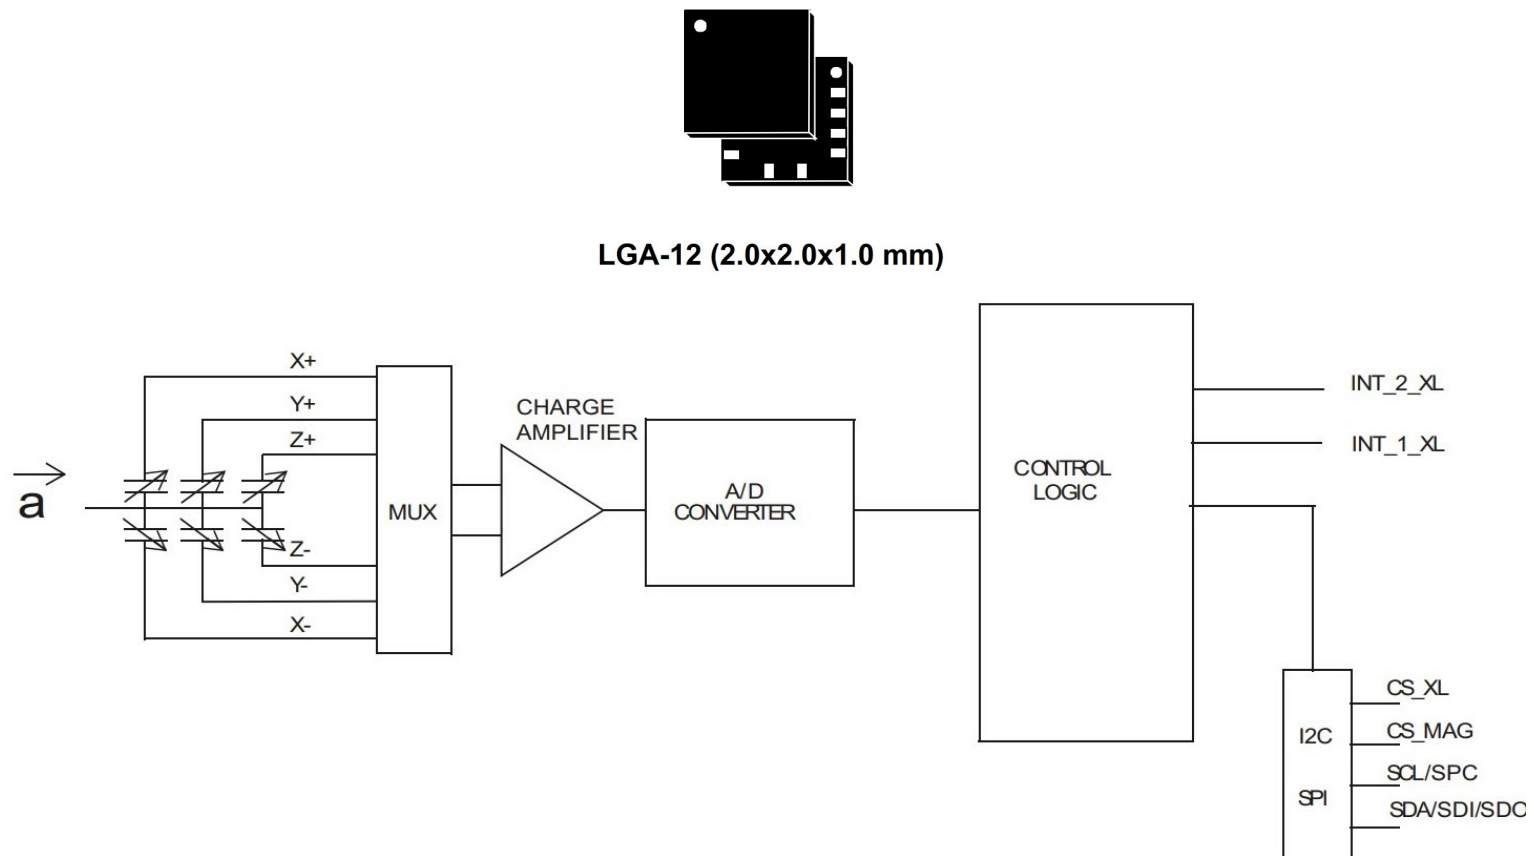 LGA-12 (2.0x2.0x1.0 mm)
X+
Y+
Z+
a
Z-
Y-
X-
MUX
CHARGE
AMPLIFIER
A/D
CONVERTER
CONTROL
LOGIC
INT_2_XL
INT_1_XL
I2C
SPI
CS_XL
CS_MAG
SCL/SPC
SDA/SDI/SDO